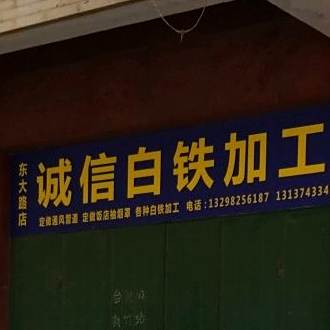 东大路店
诚信白铁加工
定做通风管道 定做饭店抽烟罩 各种白铁加工 电话:13298256187 131374334